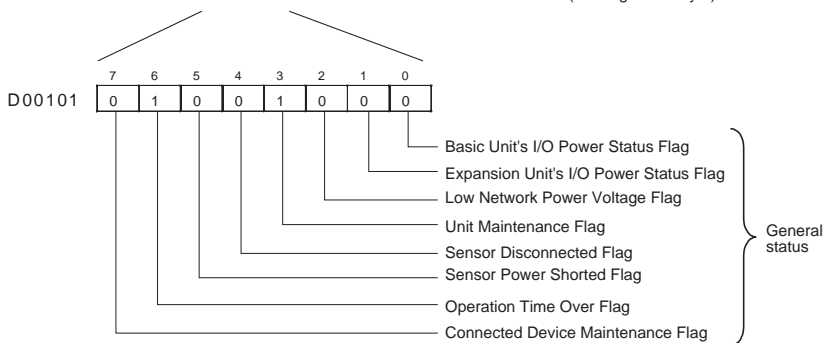 7 6 5 4 3 2 1 0
D00101 0 1 0 0 1 0 0 0
Basic Unit's I/O Power Status Flag
Expansion Unit's I/O Power Status Flag
Low Network Power Voltage Flag
Unit Maintenance Flag
Sensor Disconnected Flag
Sensor Power Shorted Flag
Operation Time Over Flag
Connected Device Maintenance Flag
General
status